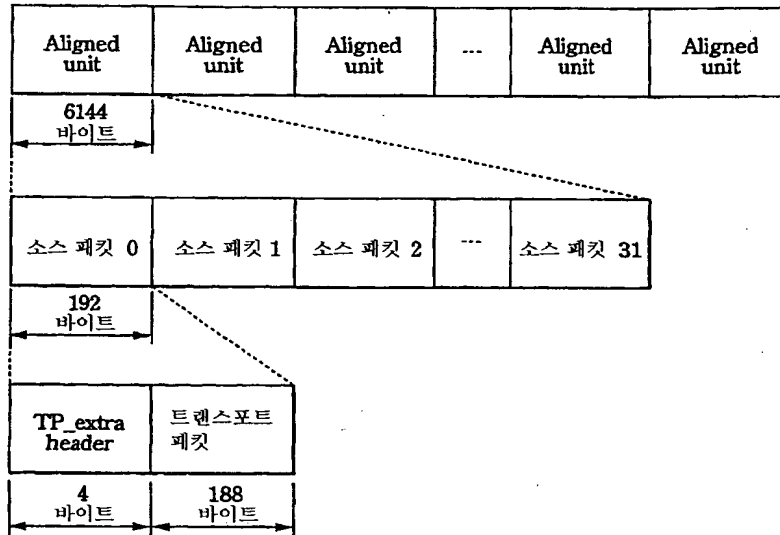 Aligned unit
Aligned unit
Aligned unit
---
Aligned unit
Aligned unit
6144
바이트
소스 패킷 0
소스 패킷 1
소스 패킷 2
---
소스 패킷 31
192
바이트
TP_extra header
트랜스포트 패킷
4
바이트
188
바이트